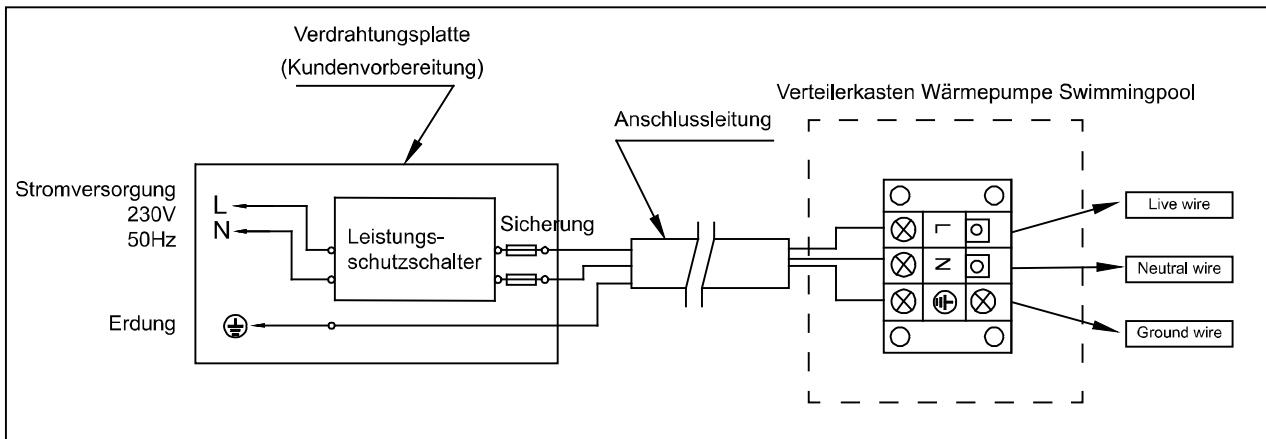 Verdrahtungsplatte
(Kundenvorbereitung)
Verteilerkasten Wärmepumpe Swimmingpool
Anschlussleitung
Stromversorgung
230V
50Hz
L
N
Leistungs-
schutzschalter
Sicherung
Erdung
L
N
Live wire
Neutral wire
Ground wire